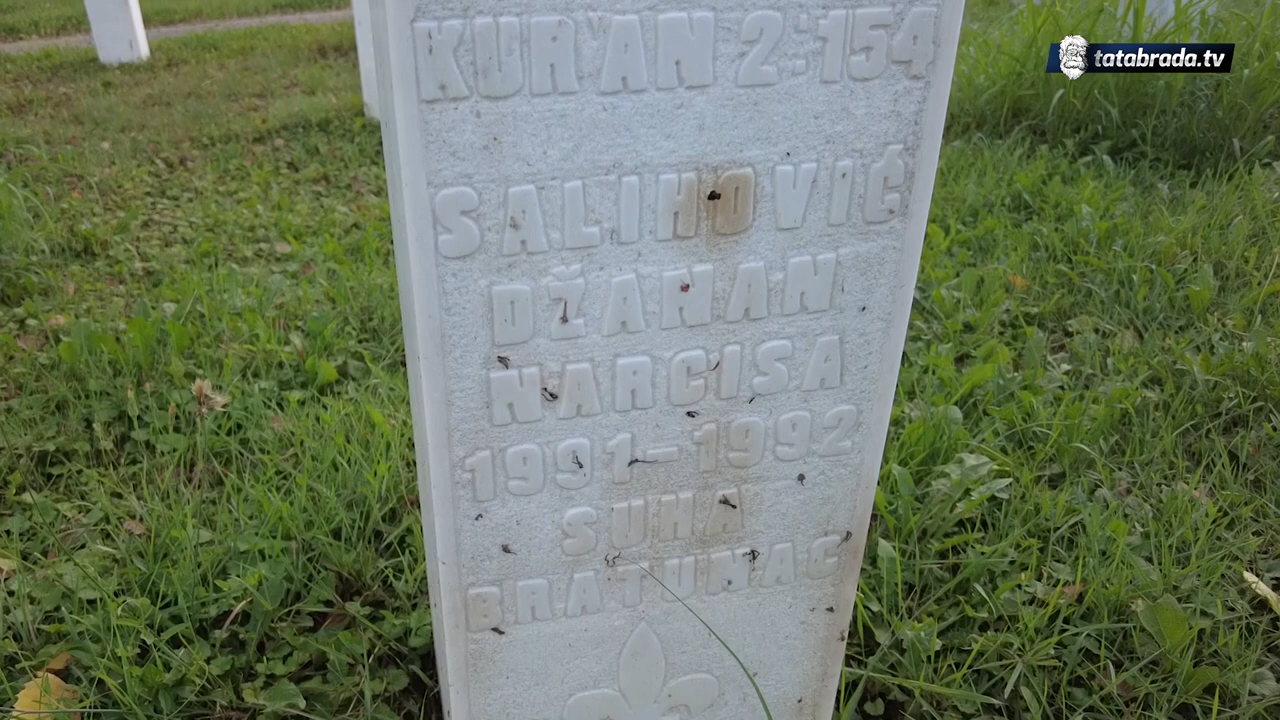 KUR'AN 2:154
SALIHOVIĆ
DŽANAN
NARCISA
1991-1992
SUHA
BRATUNAC
tatabrada.tv